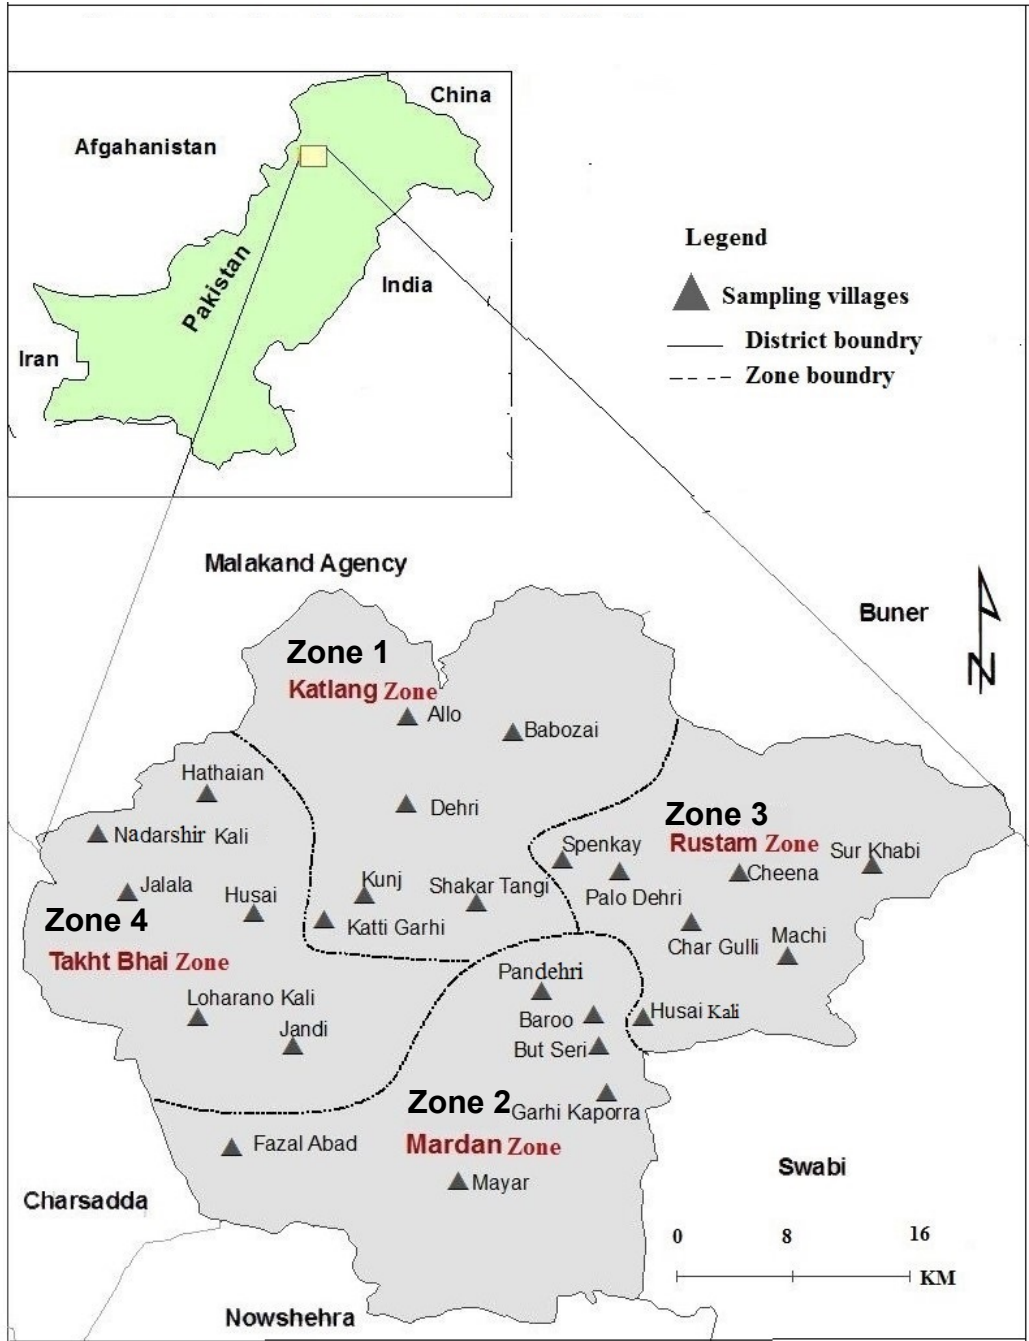 China
Afgahanistan
Pakistan
India
Iran
Legend
Sampling villages
District boundry
Zone boundry
Malakand Agency
Buner
N
Zone 1
Katlang Zone
Allo
Babozai
Hathaian
Dehri
Nadarshir Kali
Zone 3
Rustam Zone
Spenkay
Sur Khabi
Cheena
Palo Dehri
Jalala
Husai
Kunj
Shakar Tangi
Katti Garhi
Char Gulli
Machi
Zone 4
Takht Bhai Zone
Pandehri
Loharano Kali
Baroo
Husai Kali
Jandi
But Seri
Zone 2
Garhi Kaporra
Mardan Zone
Fazal Abad
Mayar
Swabi
Charsadda
0 8 16
KM
Nowshehra